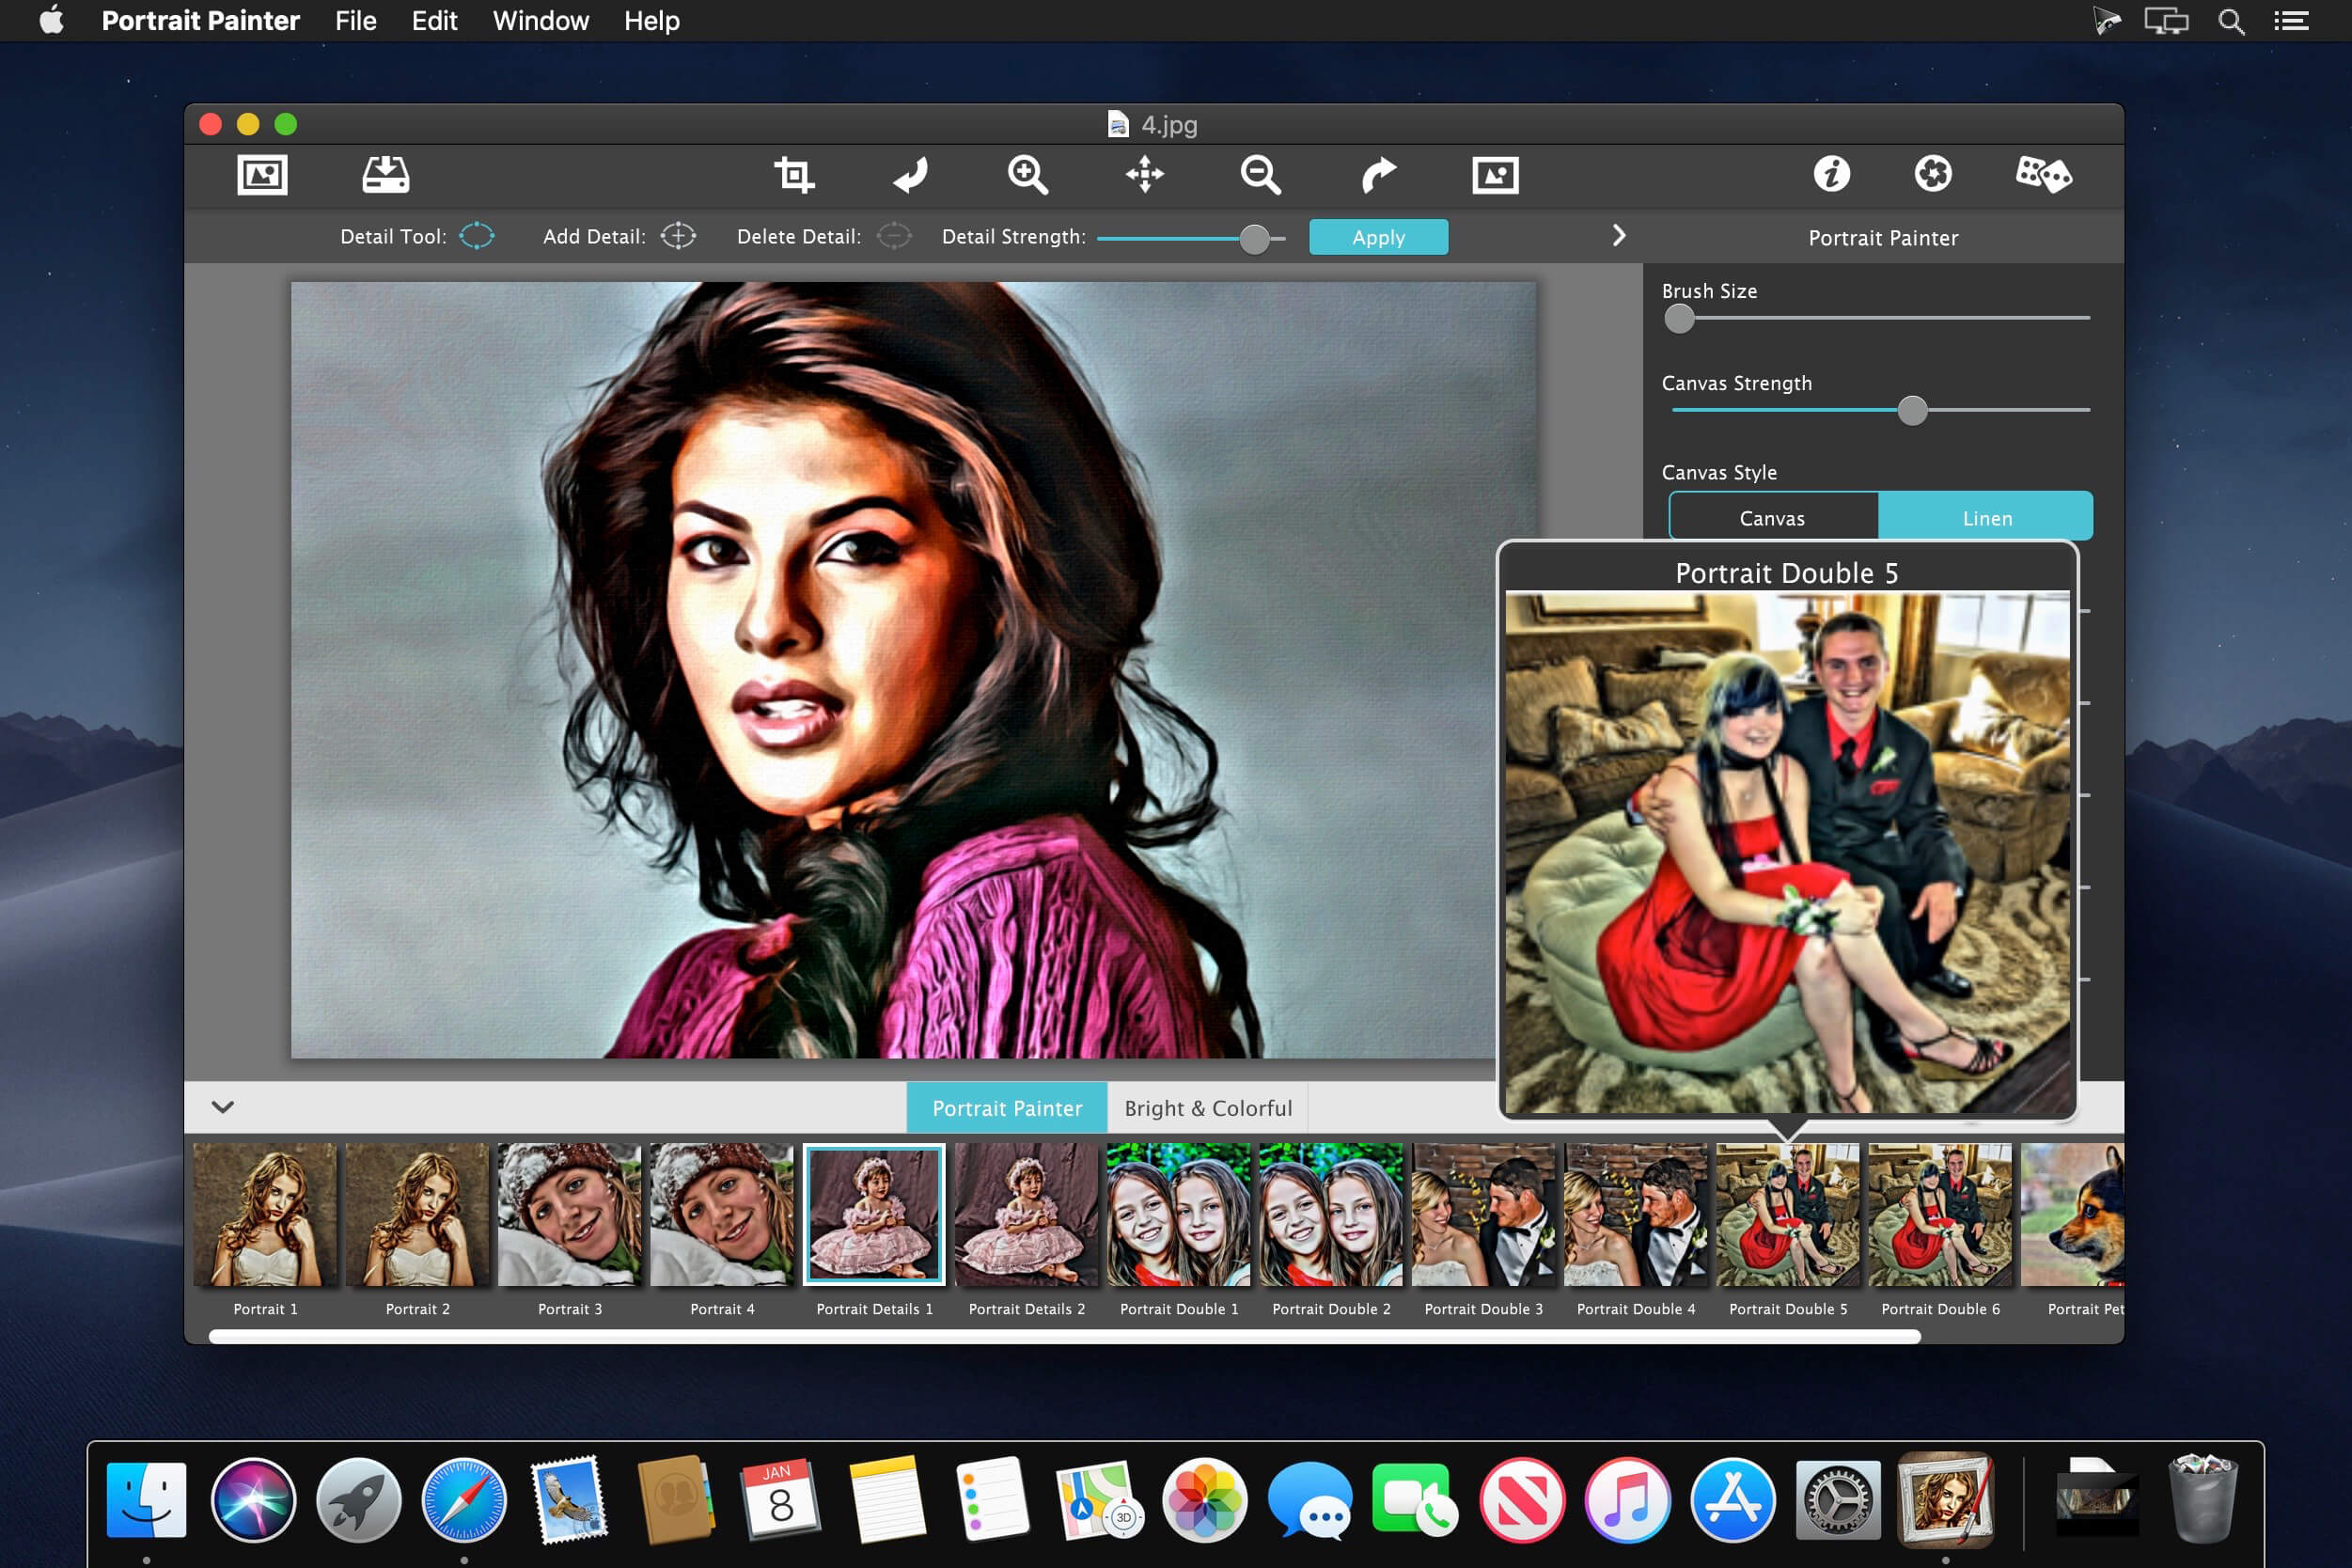 Portrait Painter File Edit Window Help
4.jpg
Detail Tool: Add Detail: Delete Detail: Detail Strength: Apply Portrait Painter
Brush Size
Canvas Strength
Canvas Style
Canvas Linen
Portrait Double 5
Portrait Painter Bright & Colorful
Portrait 1 Portrait 2 Portrait 3 Portrait 4 Portrait Details 1 Portrait Details 2 Portrait Double 1 Portrait Double 2 Portrait Double 3 Portrait Double 4 Portrait Double 5 Portrait Double 6 Portrait Pet
JAN
8
3D